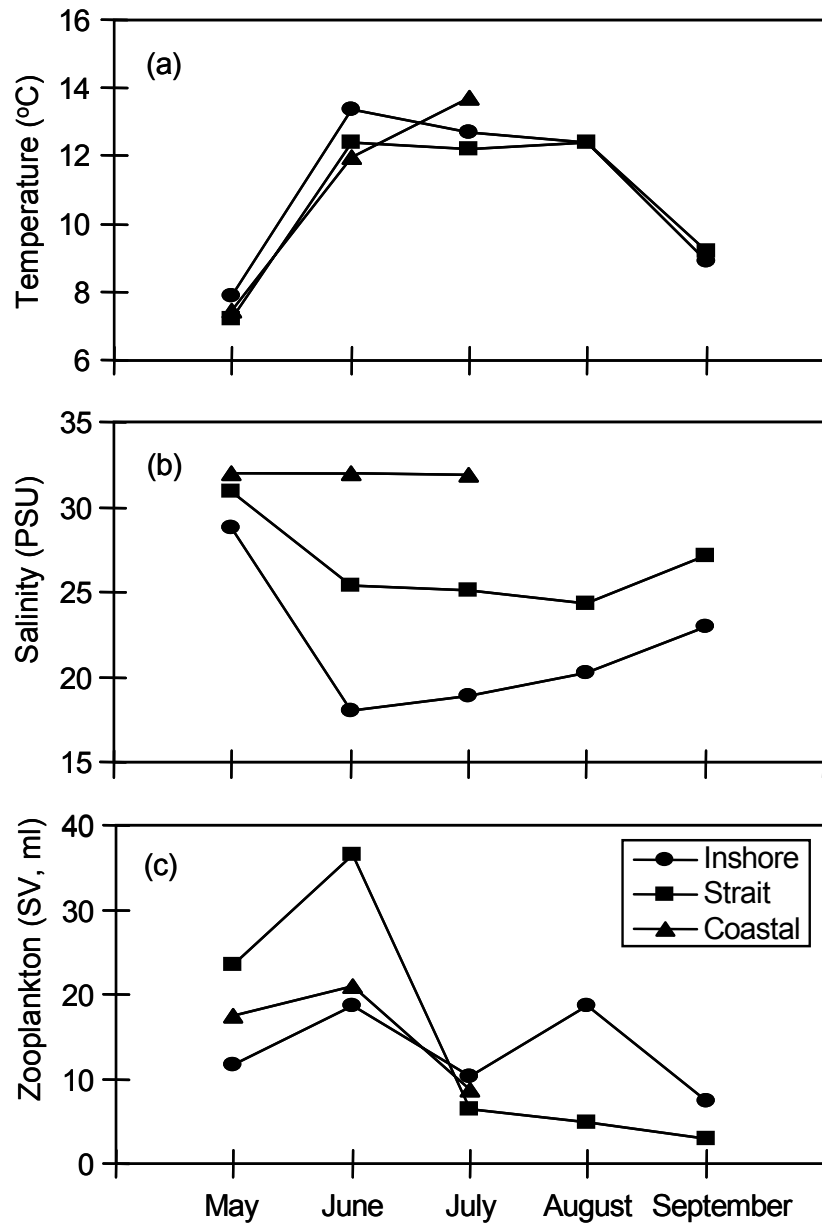 16
14
12
10
8
6
Temperature (ºC)
(a)
35
30
25
20
15
Salinity (PSU)
(b)
40
30
20
10
0
Zooplankton (SV, ml)
(c)
Inshore
Strait
Coastal
May June July August September